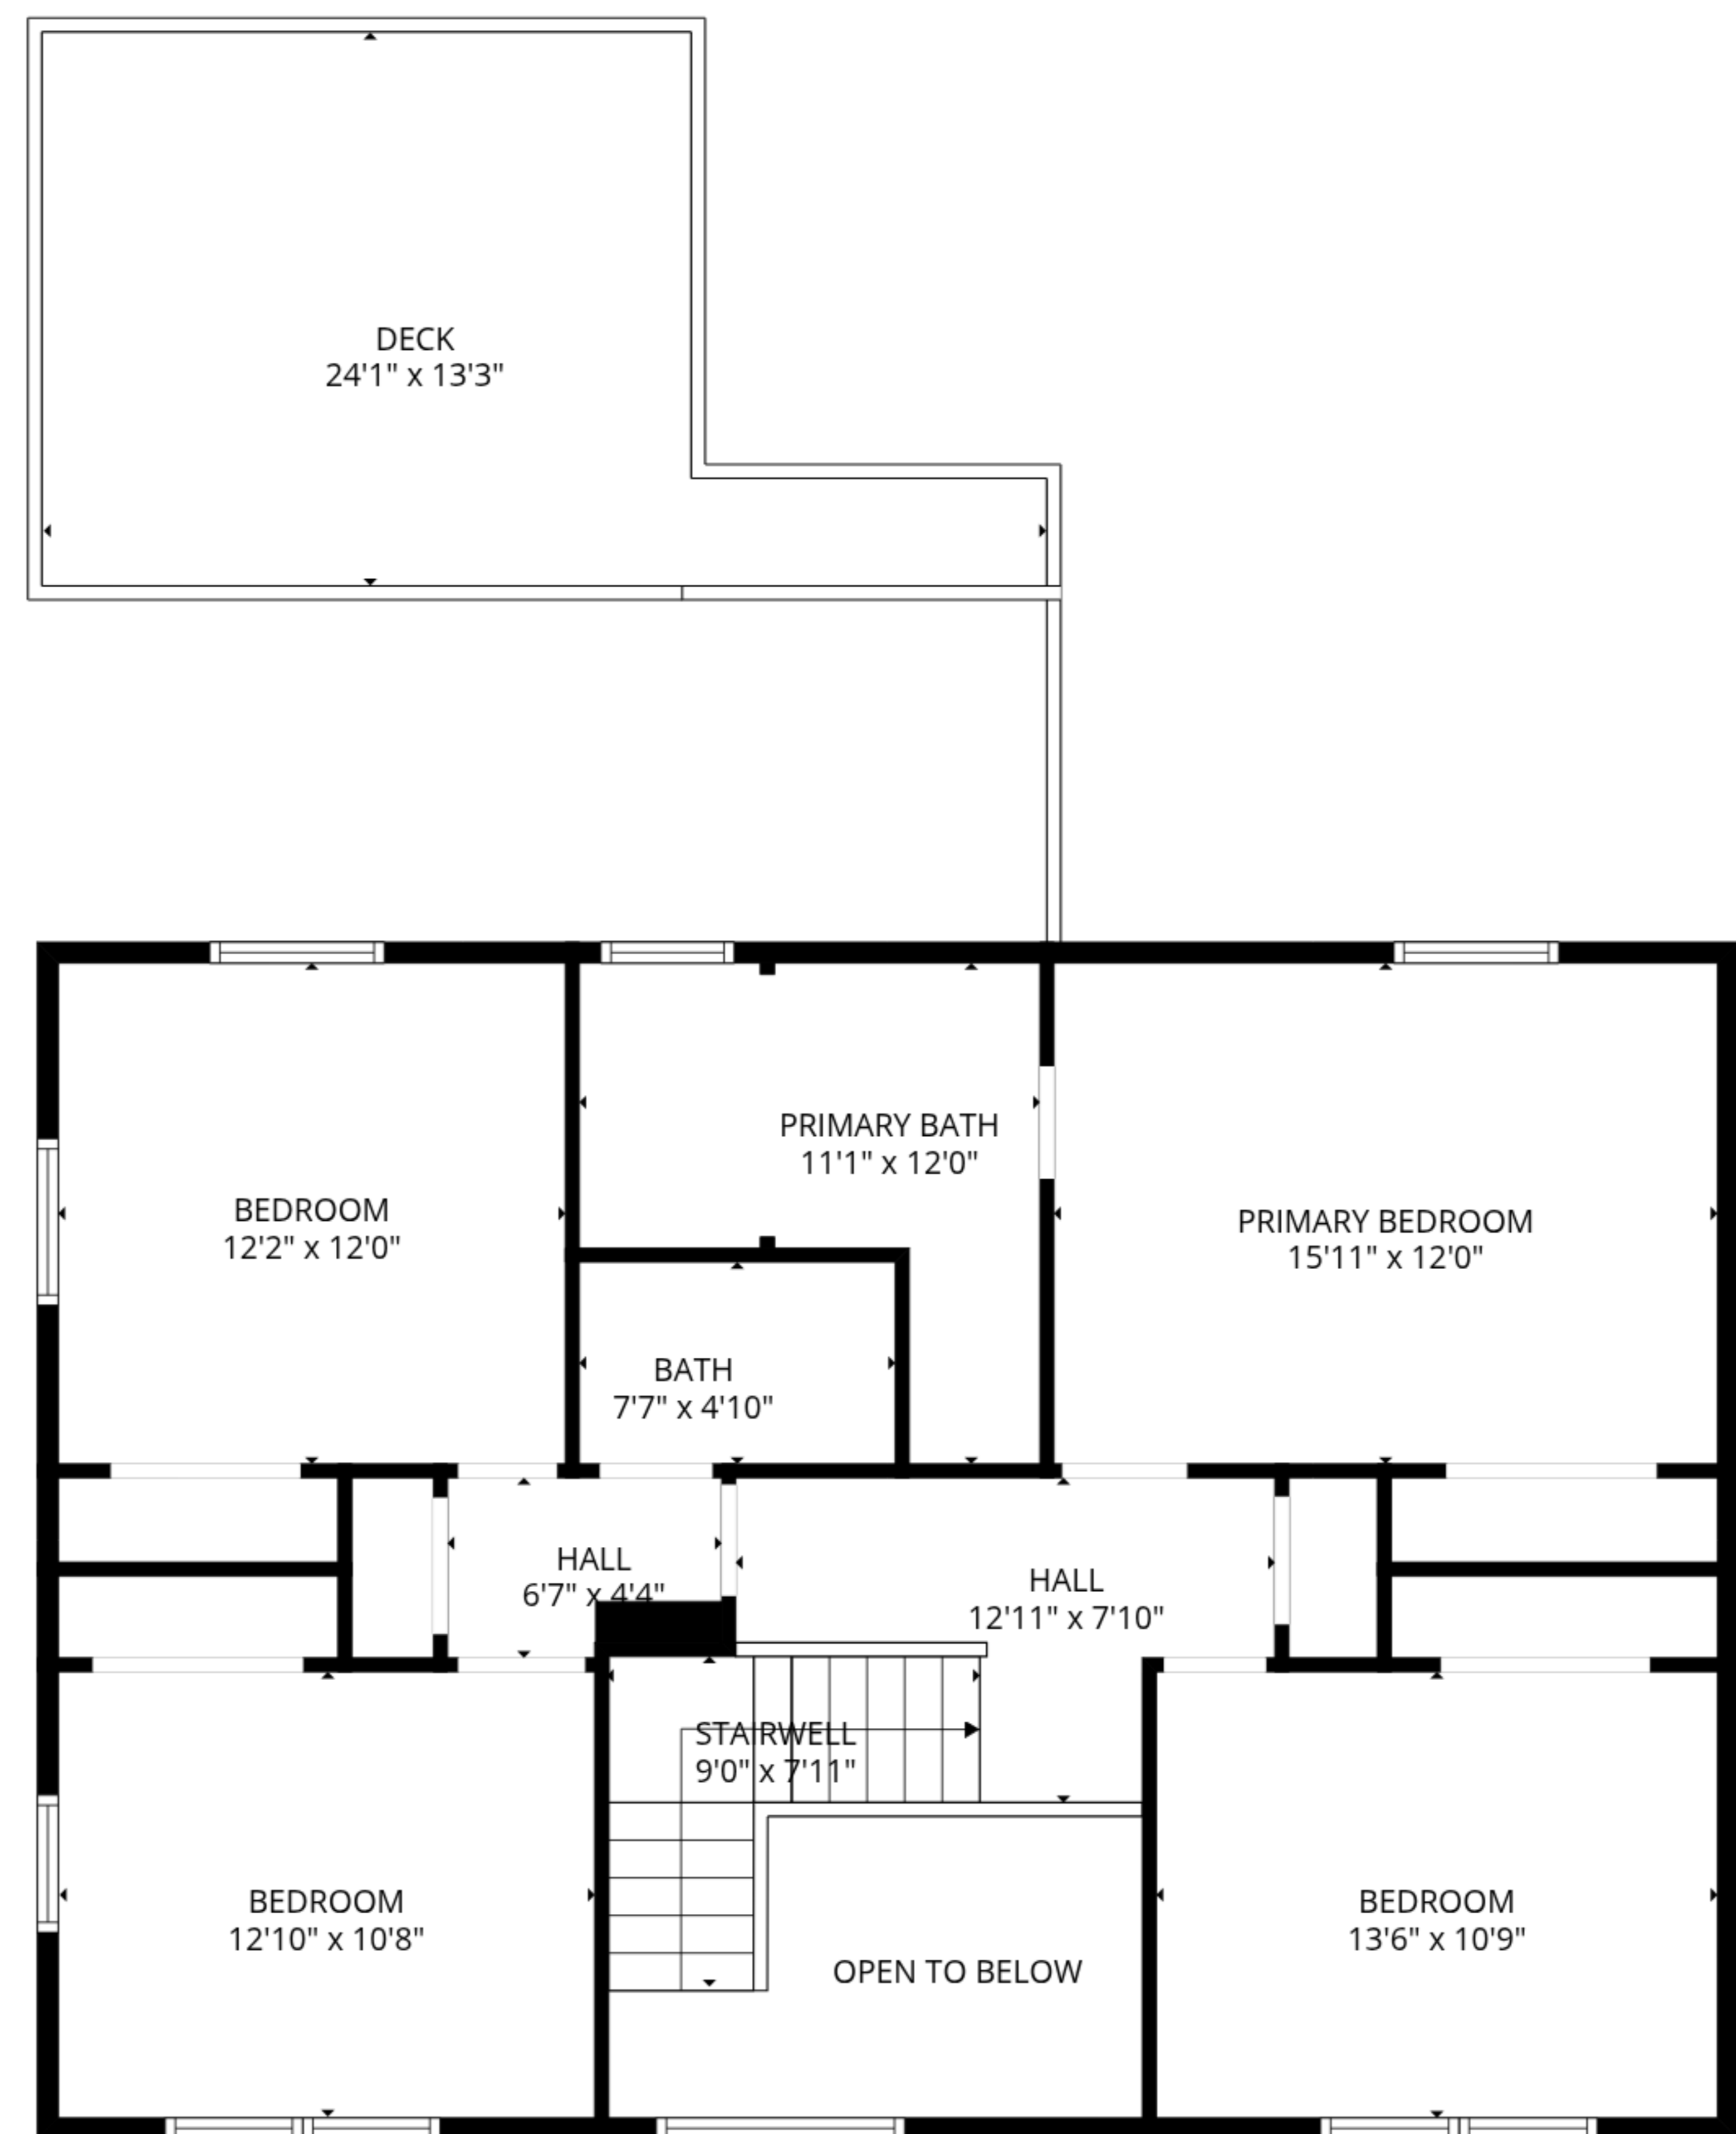 DECK
24'1" x 13'3"
PRIMARY BATH
11'1" x 12'0"
BEDROOM
12'2" x 12'0"
PRIMARY BEDROOM
15'11" x 12'0"
BATH
7'7" x 4'10"
HALL
6'7" x 4'4"
HALL
12'11" x 7'10"
STAIRWELL
9'0" x 7'11"
BEDROOM
12'10" x 10'8"
BEDROOM
13'6" x 10'9"
OPEN TO BELOW